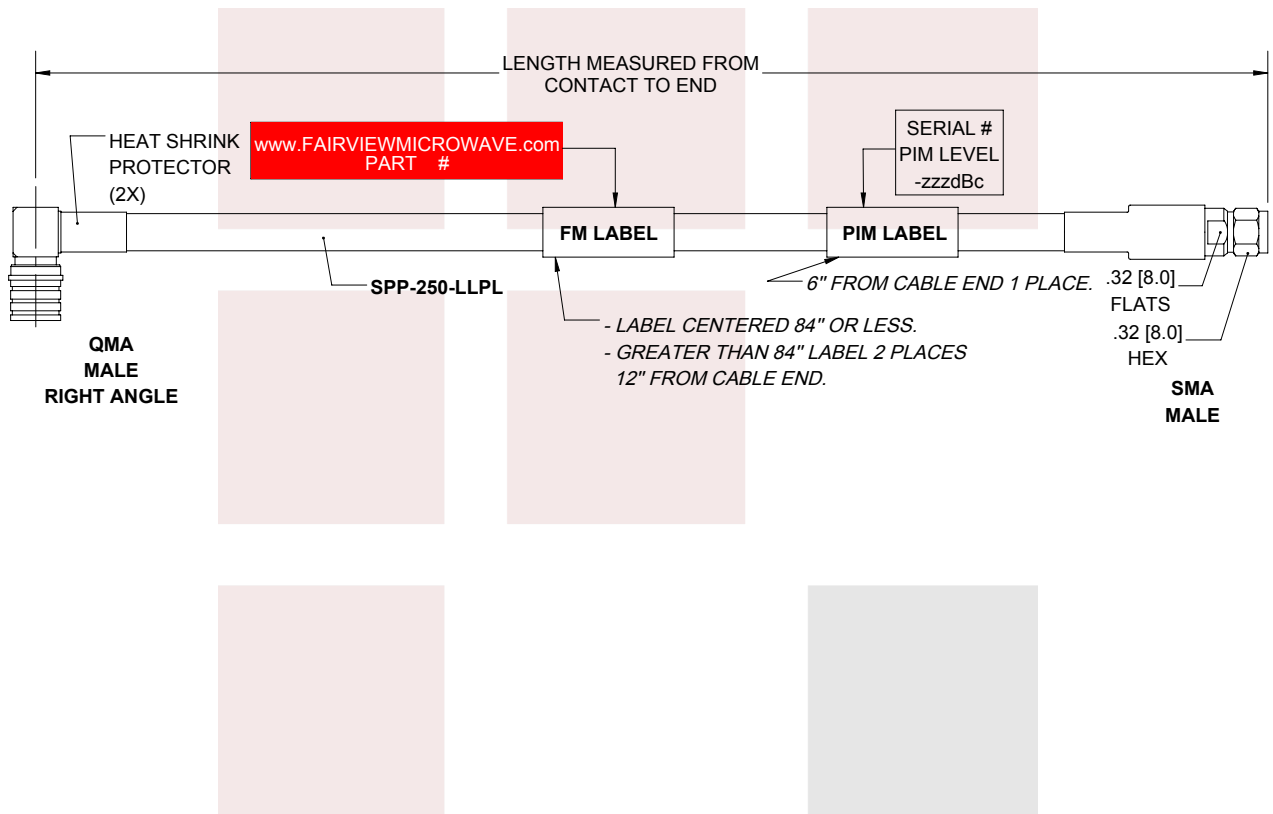 LENGTH MEASURED FROM
CONTACT TO END
HEAT SHRINK
PROTECTOR
(2X)
www.FAIRVIEWMICROWAVE.com
PART #
SERIAL #
PIM LEVEL
-zzzdBc
FM LABEL
PIM LABEL
SPP-250-LLPL
6" FROM CABLE END 1 PLACE.
.32 [8.0]
FLATS
.32 [8.0]
HEX
- LABEL CENTERED 84" OR LESS.
- GREATER THAN 84" LABEL 2 PLACES
12" FROM CABLE END.
QMA
MALE
RIGHT ANGLE
SMA
MALE